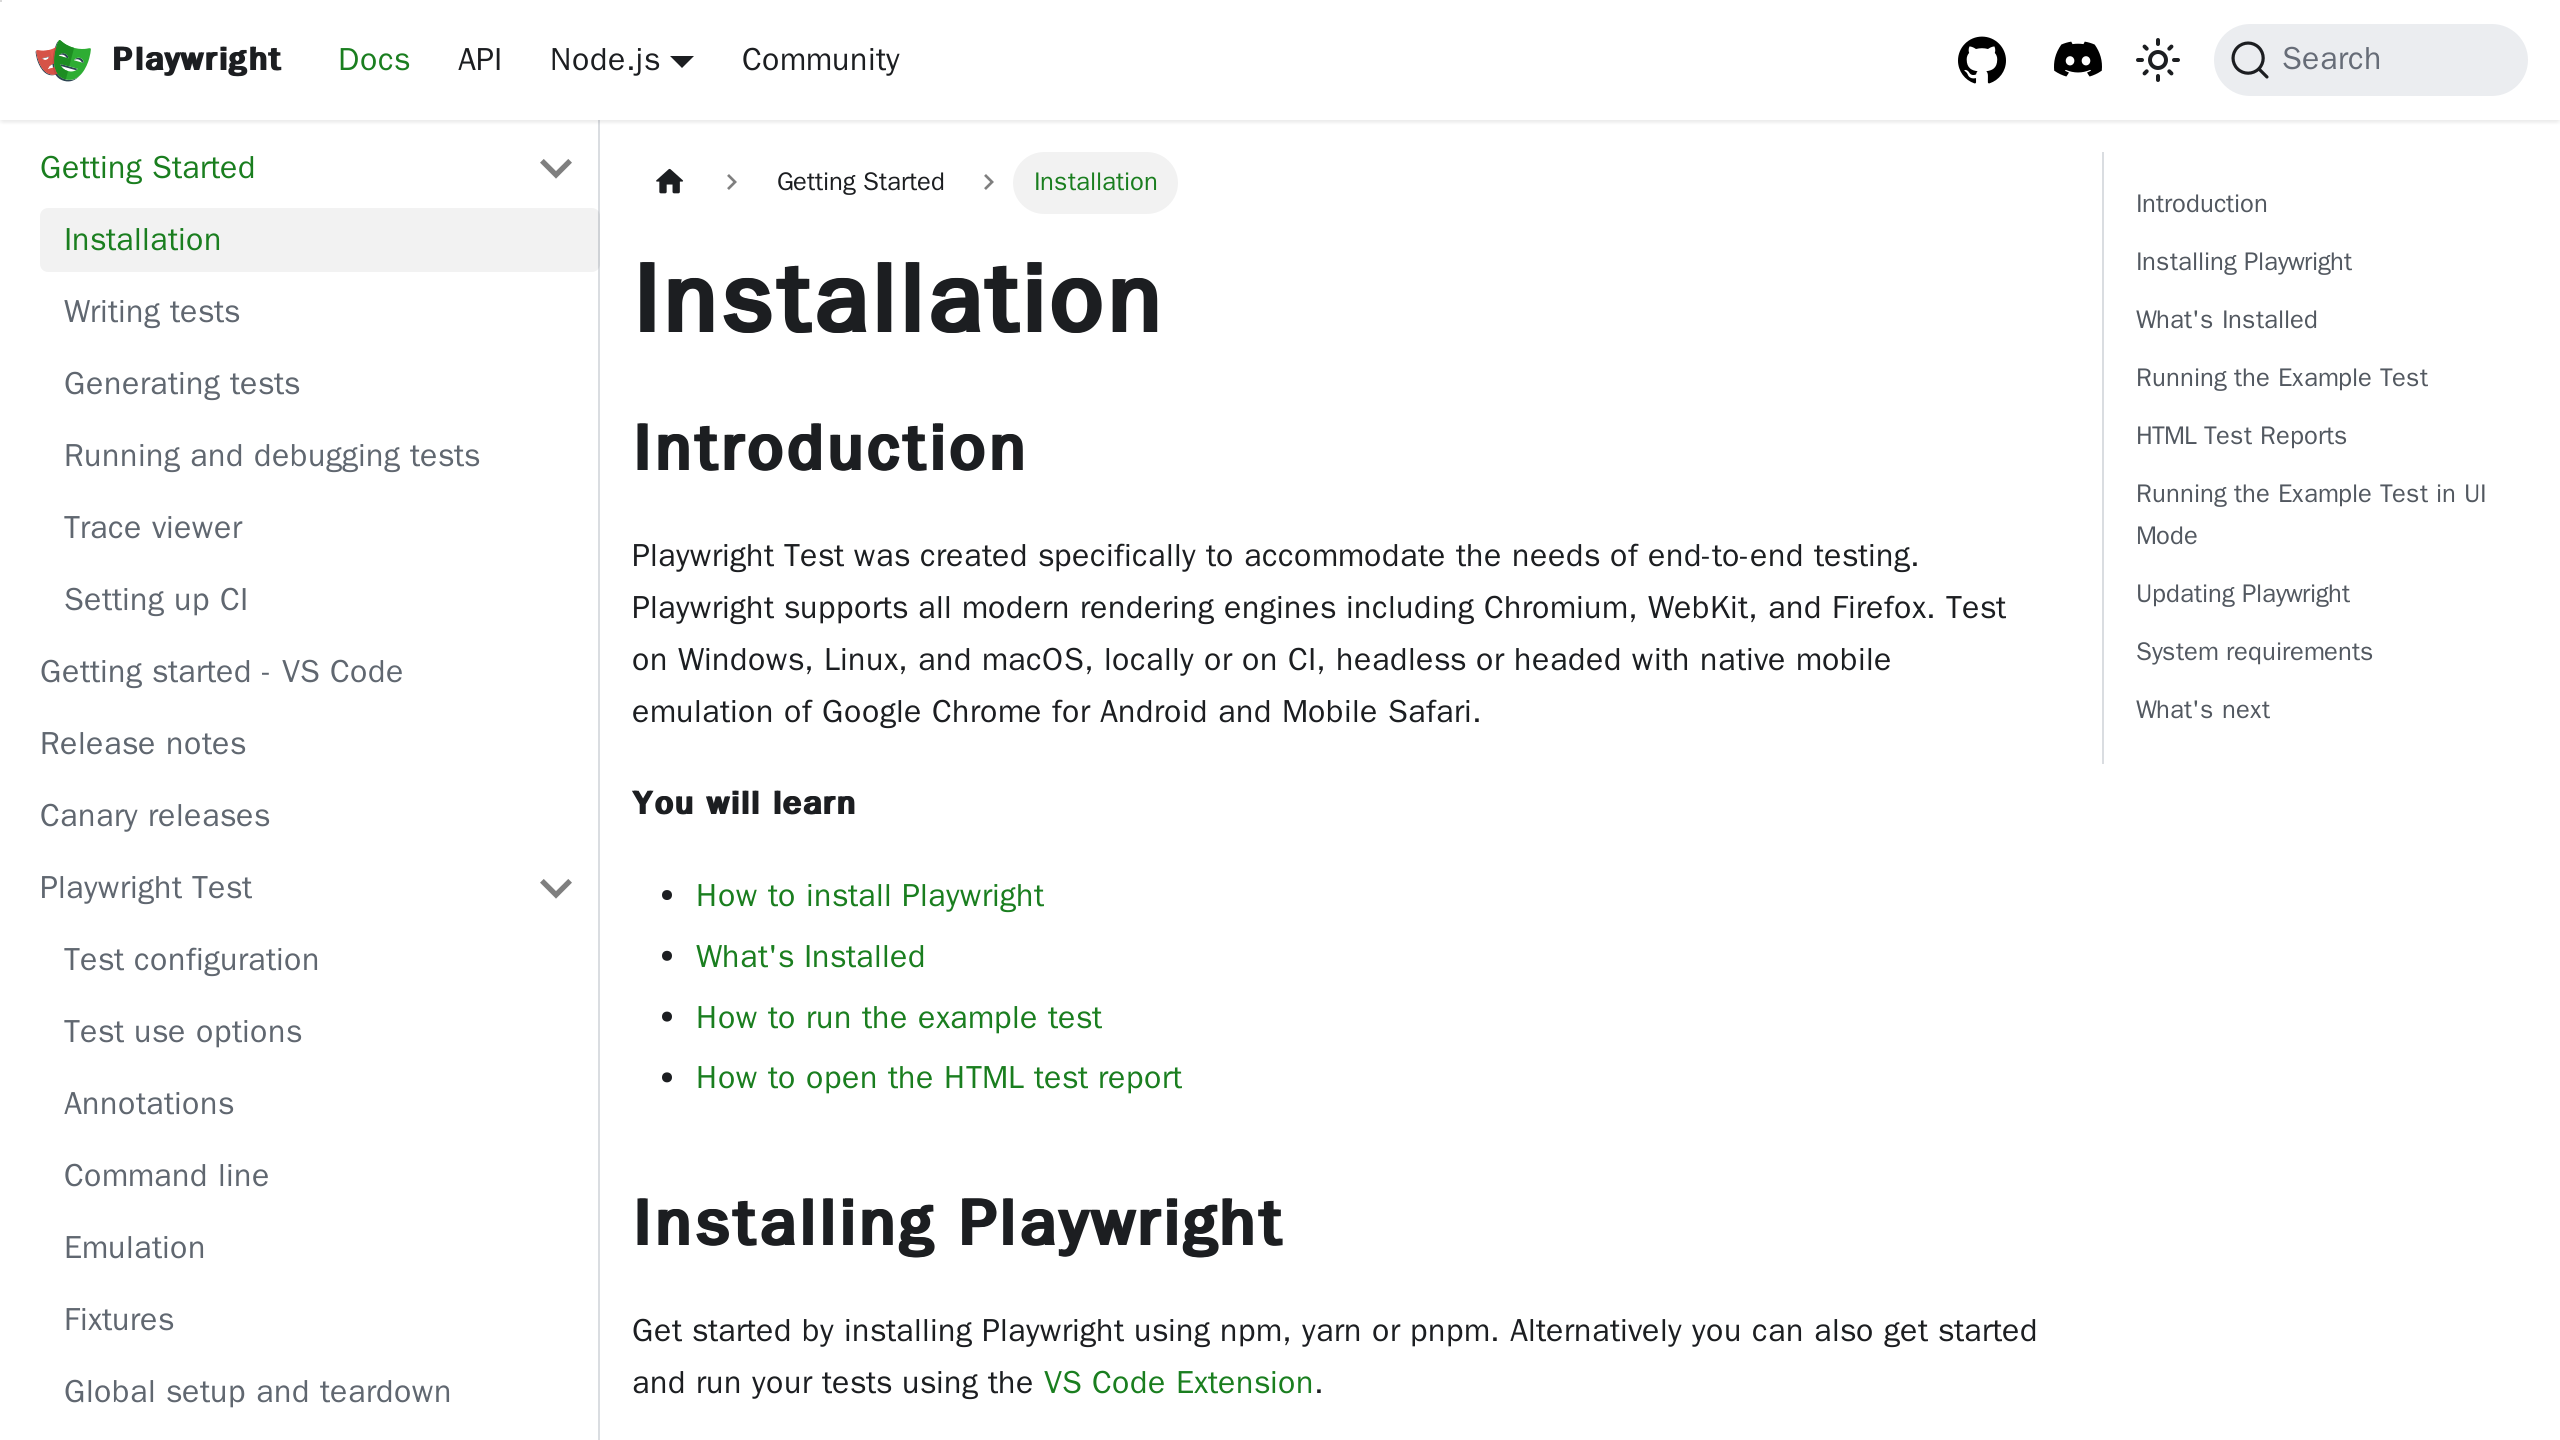 Playwright
Docs
API
Node.js
Community
Search
Getting Started
Installation
Writing tests
Generating tests
Running and debugging tests
Trace viewer
Setting up CI
Getting started - VS Code
Release notes
Canary releases
Playwright Test
Test configuration
Test use options
Annotations
Command line
Emulation
Fixtures
Global setup and teardown
Getting Started
Installation
Installation
Introduction
Playwright Test was created specifically to accommodate the needs of end-to-end testing.
Playwright supports all modern rendering engines including Chromium, WebKit, and Firefox. Test
on Windows, Linux, and macOS, locally or on CI, headless or headed with native mobile
emulation of Google Chrome for Android and Mobile Safari.
You will learn
How to install Playwright
What's Installed
How to run the example test
How to open the HTML test report
Installing Playwright
Get started by installing Playwright using npm, yarn or pnpm. Alternatively you can also get started
and run your tests using the VS Code Extension.
Introduction
Installing Playwright
What's Installed
Running the Example Test
HTML Test Reports
Running the Example Test in UI
Mode
Updating Playwright
System requirements
What's next